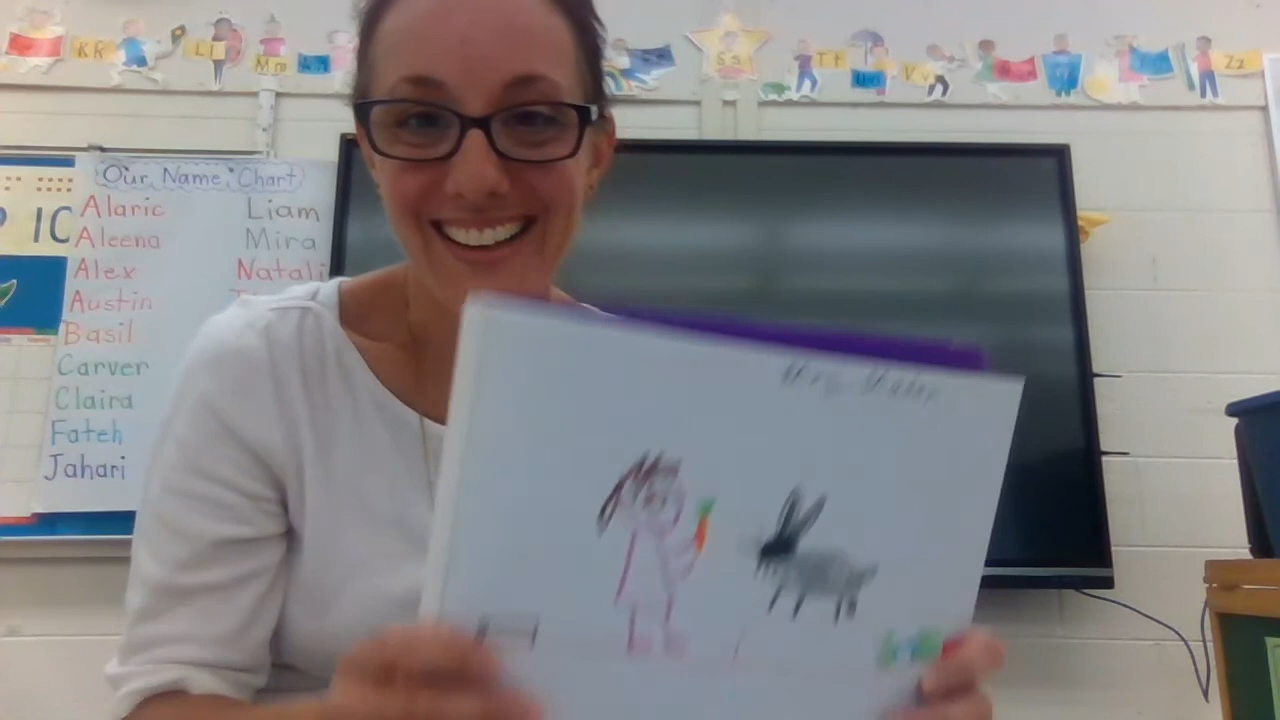 Kk
Ll
Mm
Ss
Tt
Uu
Vv
Zz
Our Name Chart
Alaric
Liam
Aleena
Mira
Alex
Natali
Austin
Basil
Carver
Claira
Fateh
Jahari